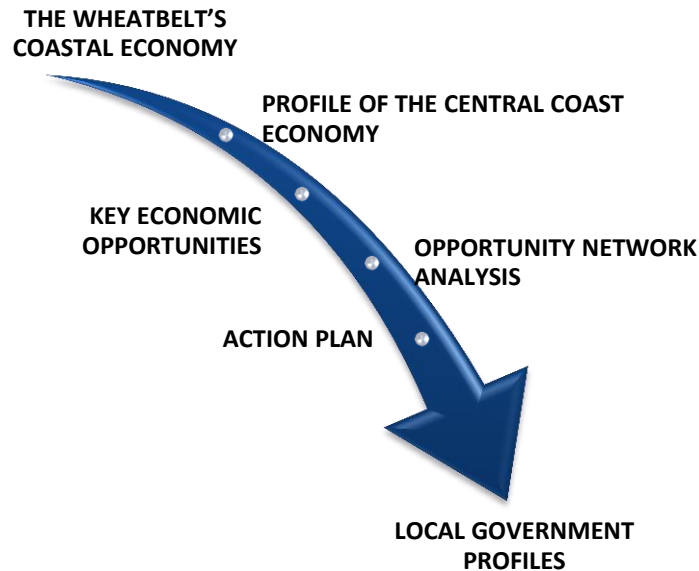 THE WHEATBELT'S
COASTAL ECONOMY
PROFILE OF THE CENTRAL COAST
ECONOMY
KEY ECONOMIC
OPPORTUNITIES
OPPORTUNITY NETWORK
ANALYSIS
ACTION PLAN
LOCAL GOVERNMENT
PROFILES